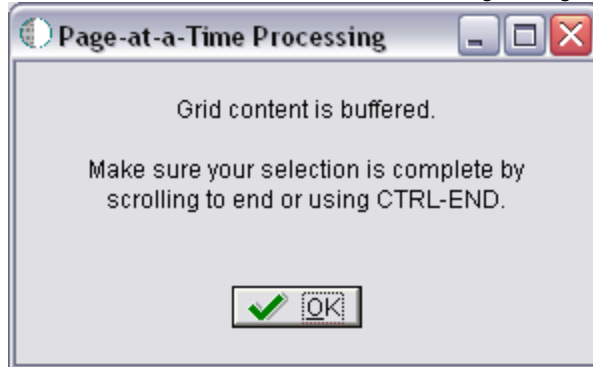 Page-at-a-Time Processing
Grid content is buffered.
Make sure your selection is complete by
scrolling to end or using CTRL-END.
OK